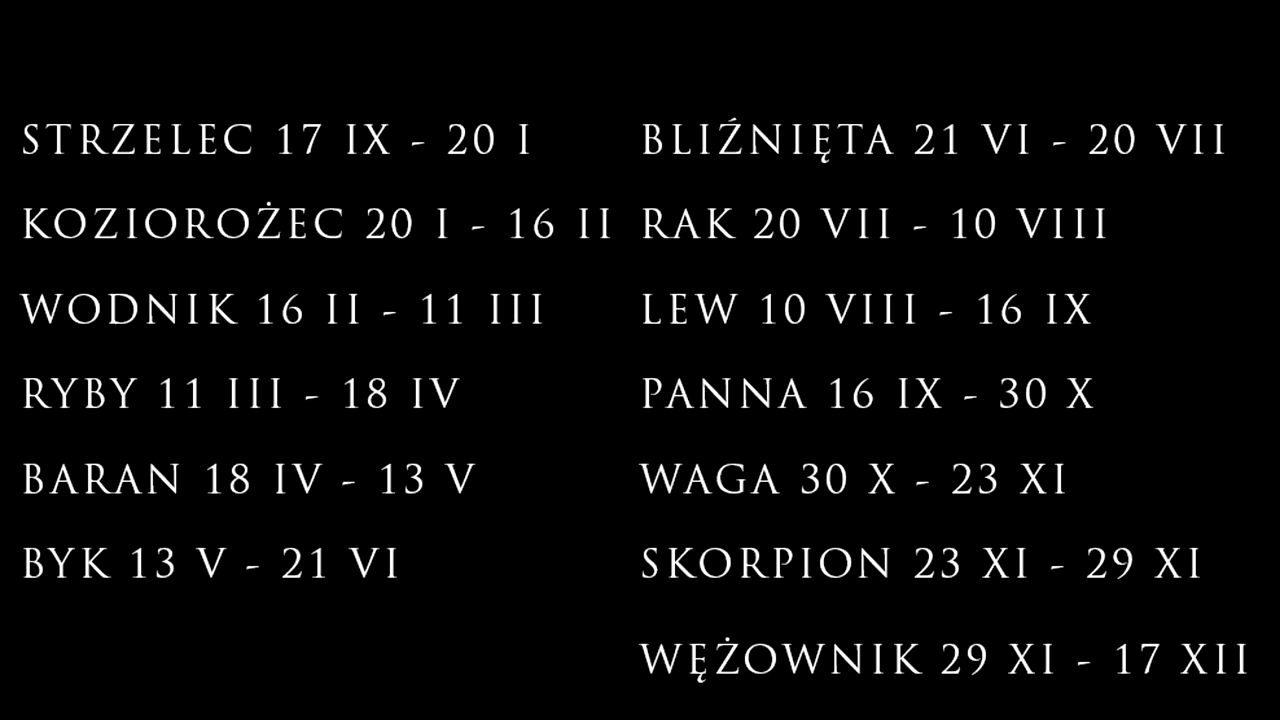 STRZELEC 17 IX - 20 I
KOZIOROŻEC 20 I - 16 II
WODNIK 16 II - 11 III
RYBY 11 III - 18 IV
BARAN 18 IV - 13 V
BYK 13 V - 21 VI
BLIŹNIĘTA 21 VI - 20 VII
RAK 20 VII - 10 VIII
LEW 10 VIII - 16 IX
PANNA 16 IX - 30 X
WAGA 30 X - 23 XI
SKORPION 23 XI - 29 XI
WĘŻOWNIK 29 XI - 17 XII